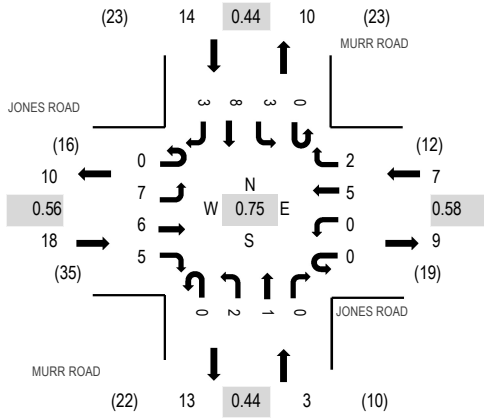 (23) 14 0.44 10 (23)
MURR ROAD
JONES ROAD
3 8 3 0
(16) (12)
0 2
10 7
7 N 5
0.56 W 0.75 E 0.58
6 0
18 S 9
5 0
(35) (19)
0 2 1 0
JONES ROAD
MURR ROAD
(22) 13 0.44 3 (10)